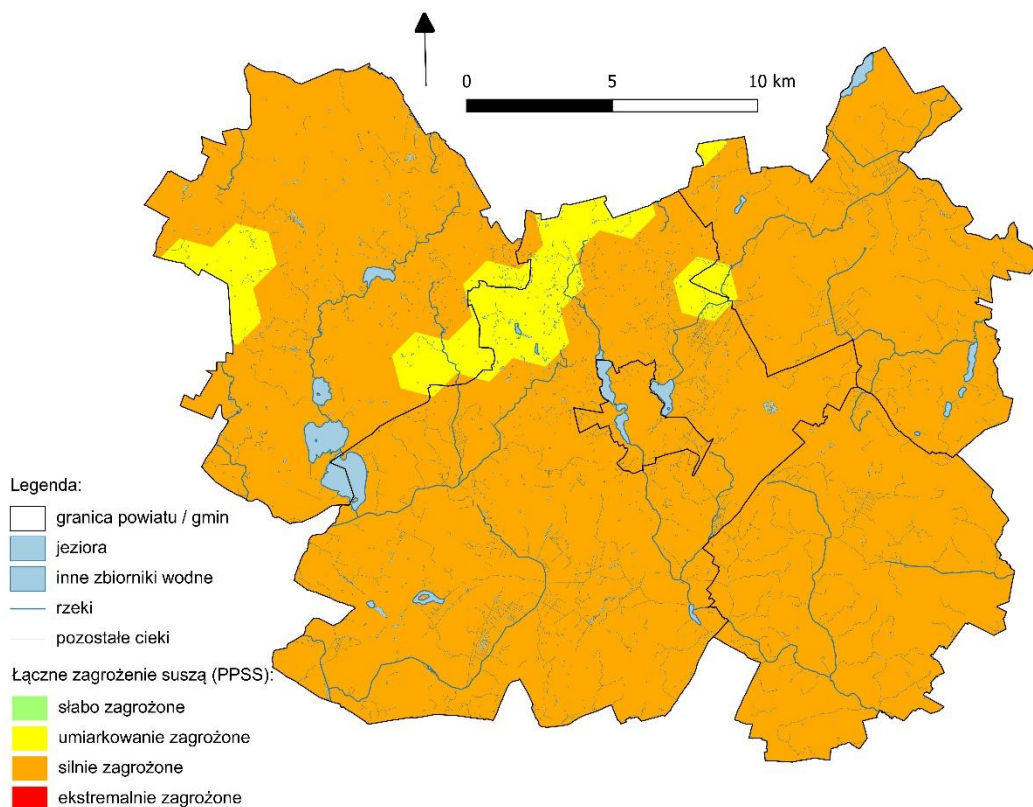 0 5 10 km
Legenda:
granica powiatu / gmin
jeziora
inne zbiorniki wodne
rzeki
pozostałe cieki
Łączne zagrożenie suszą (PPSS):
słabo zagrożone
umiarkowanie zagrożone
silnie zagrożone
ekstremalnie zagrożone